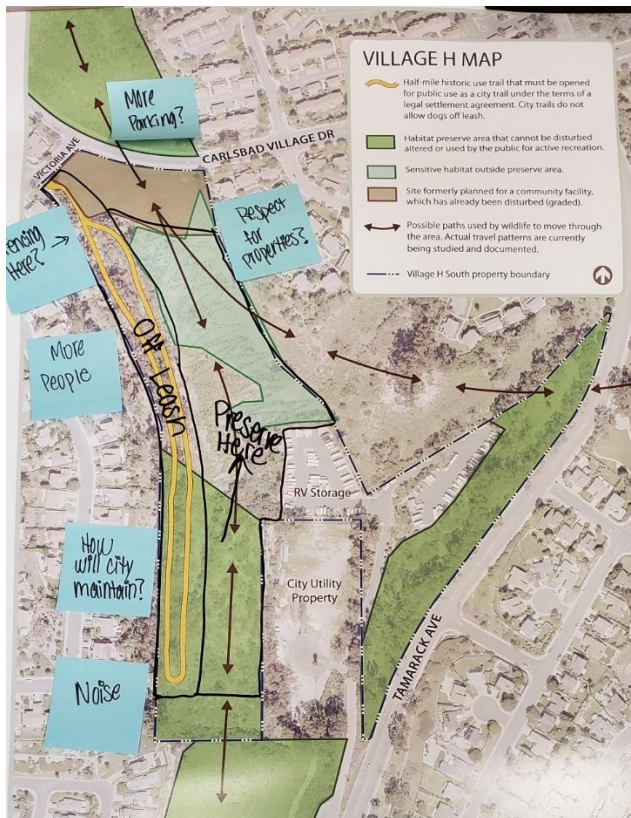 More
Parking?
VICTORIA AVE
CARLSBAD VILLAGE DR
VILLAGE H MAP
Half-mile historic use trail that must be opened
for public use as a city trail under the terms of a
legal settlement agreement. City trails do not
allow dogs off leash.
Habitat preserve area that cannot be disturbed
altered or used by the public for active recreation.
Sensitive habitat outside preserve area.
Site formerly planned for a community facility,
which has already been disturbed (graded).
Possible paths used by wildlife to move through
the area. Actual travel patterns are currently
being studied and documented.
Village H South property boundary
Respect
for
properties?
Here?
Off Leash
More
People
Preserve
Here
RV Storage
How
will city
maintain?
City Utility
Property
TAMARACK AVE
Noise